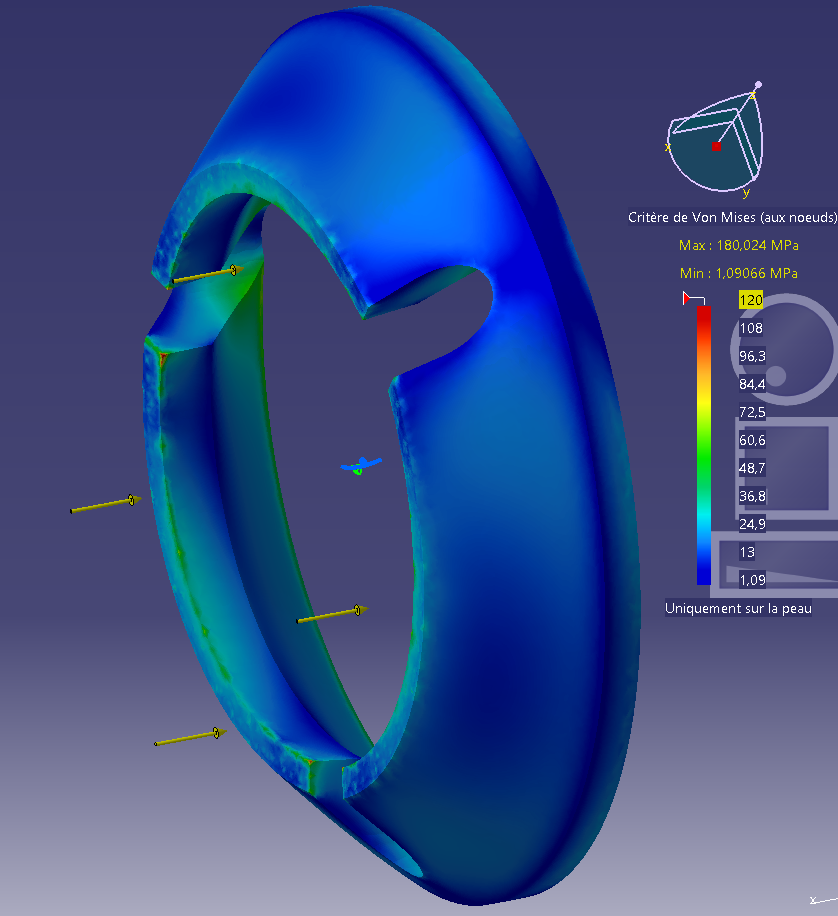 z
x
y
Critère de Von Mises (aux noeuds)
Max : 180,024 MPa
Min : 1,09066 MPa
120
108
96,3
84,4
72,5
60,6
48,7
36,8
24,9
13
1,09
Uniquement sur la peau
x